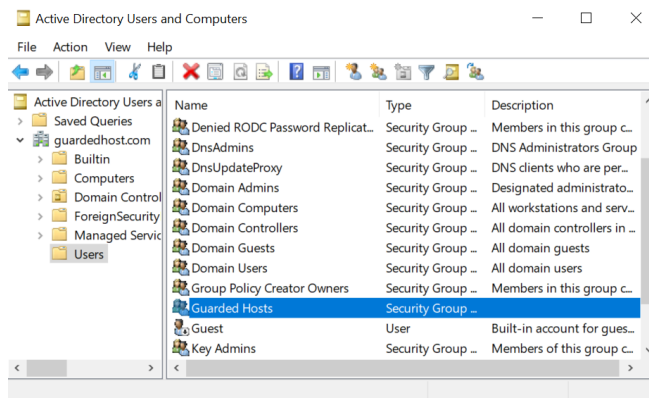 Active Directory Users and Computers
File Action View Help
Active Directory Users a
Saved Queries
guardedhost.com
Builtin
Computers
Domain Control
ForeignSecurity
Managed Servic
Users
Name Type Description
Denied RODC Password Replicat... Security Group ... Members in this group c...
DnsAdmins Security Group ... DNS Administrators Group
DnsUpdateProxy Security Group ... DNS clients who are per...
Domain Admins Security Group ... Designated administrato...
Domain Computers Security Group ... All workstations and serv...
Domain Controllers Security Group ... All domain controllers in ...
Domain Guests Security Group ... All domain guests
Domain Users Security Group ... All domain users
Group Policy Creator Owners Security Group ... Members in this group c...
Guarded Hosts Security Group ...
Guest User Built-in account for gues...
Key Admins Security Group ... Members of this group c...